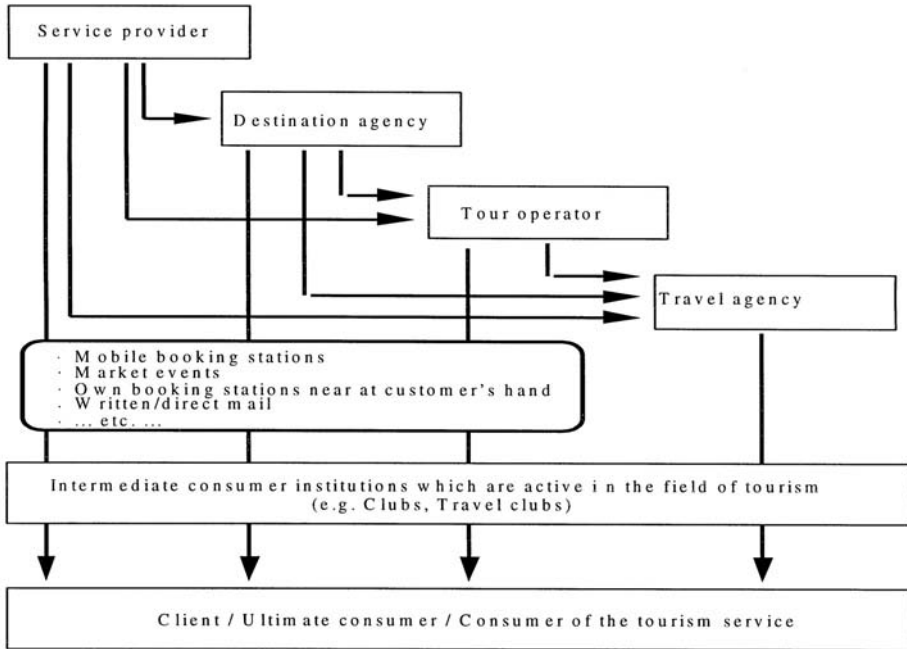 Service provider
Destination agency
Tour operator
Travel agency
· Mobile booking stations
· Market events
· Own booking stations near at customer's hand
· Written/direct mail
· ... etc. ...
Intermediate consumer institutions which are active in the field of tourism
(e.g. Clubs, Travel clubs)
Client / Ultimate consumer / Consumer of the tourism service